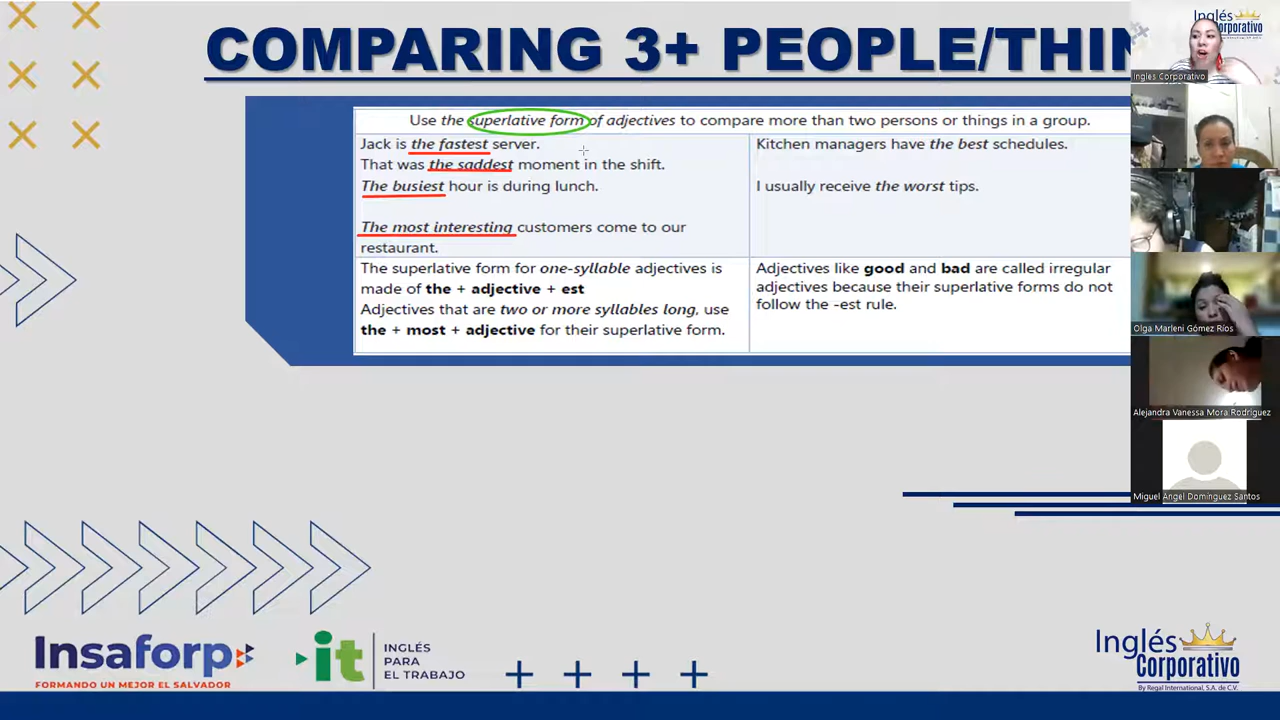 COMPARING 3+ PEOPLE/THIN
Use the superlative form of adjectives to compare more than two persons or things in a group.
Jack is the fastest server.
That was the saddest moment in the shift.
The busiest hour is during lunch.
The most interesting customers come to our
restaurant.
Kitchen managers have the best schedules.
I usually receive the worst tips.
The superlative form for one-syllable adjectives is
made of the + adjective + est
Adjectives that are two or more syllables long, use
the + most + adjective for their superlative form.
Adjectives like good and bad are called irregular
adjectives because their superlative forms do not
follow the -est rule.
Inglés
Corporativo
Ingles Corporativo
Olga Marleni Gómez Ríos
Alejandra Vanessa Mora Rodriguez
Miguel Angel Domínguez Santos
Insaforp
FORMANDO UN MEJOR EL SALVADOR
it
INGLÉS
PARA
EL TRABAJO
Inglés
Corporativo
By Regal International, S.A. de C.V.